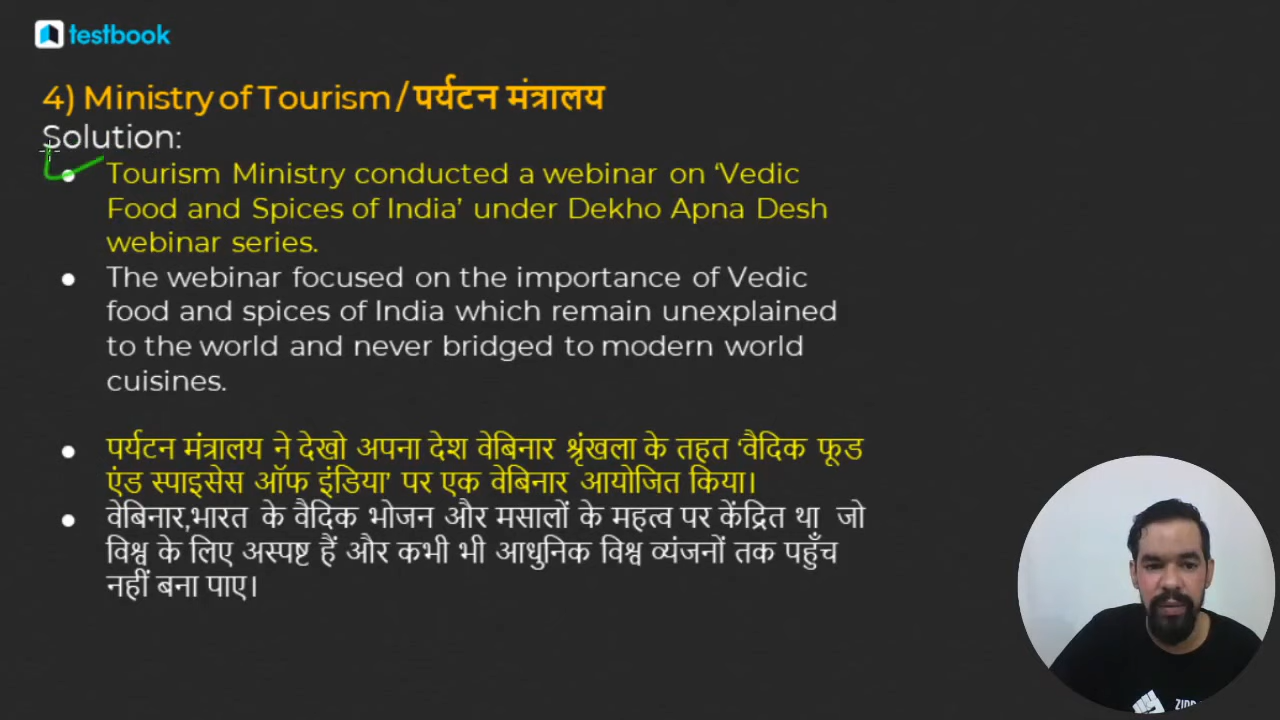 testbook
4) Ministry of Tourism / पर्यटन मंत्रालय
Solution:
● Tourism Ministry conducted a webinar on ‘Vedic
Food and Spices of India’ under Dekho Apna Desh
webinar series.
● The webinar focused on the importance of Vedic
food and spices of India which remain unexplained
to the world and never bridged to modern world
cuisines.
● पर्यटन मंत्रालय ने देखो अपना देश वेबिनार श्रृंखला के तहत ‘वैदिक फूड
एंड स्पाइसेस ऑफ इंडिया’ पर एक वेबिनार आयोजित किया।
● वेबिनार,भारत के वैदिक भोजन और मसालों के महत्व पर केंद्रित था जो
विश्व के लिए अस्पष्ट हैं और कभी भी आधुनिक विश्व व्यंजनों तक पहुँच
नहीं बना पाए।